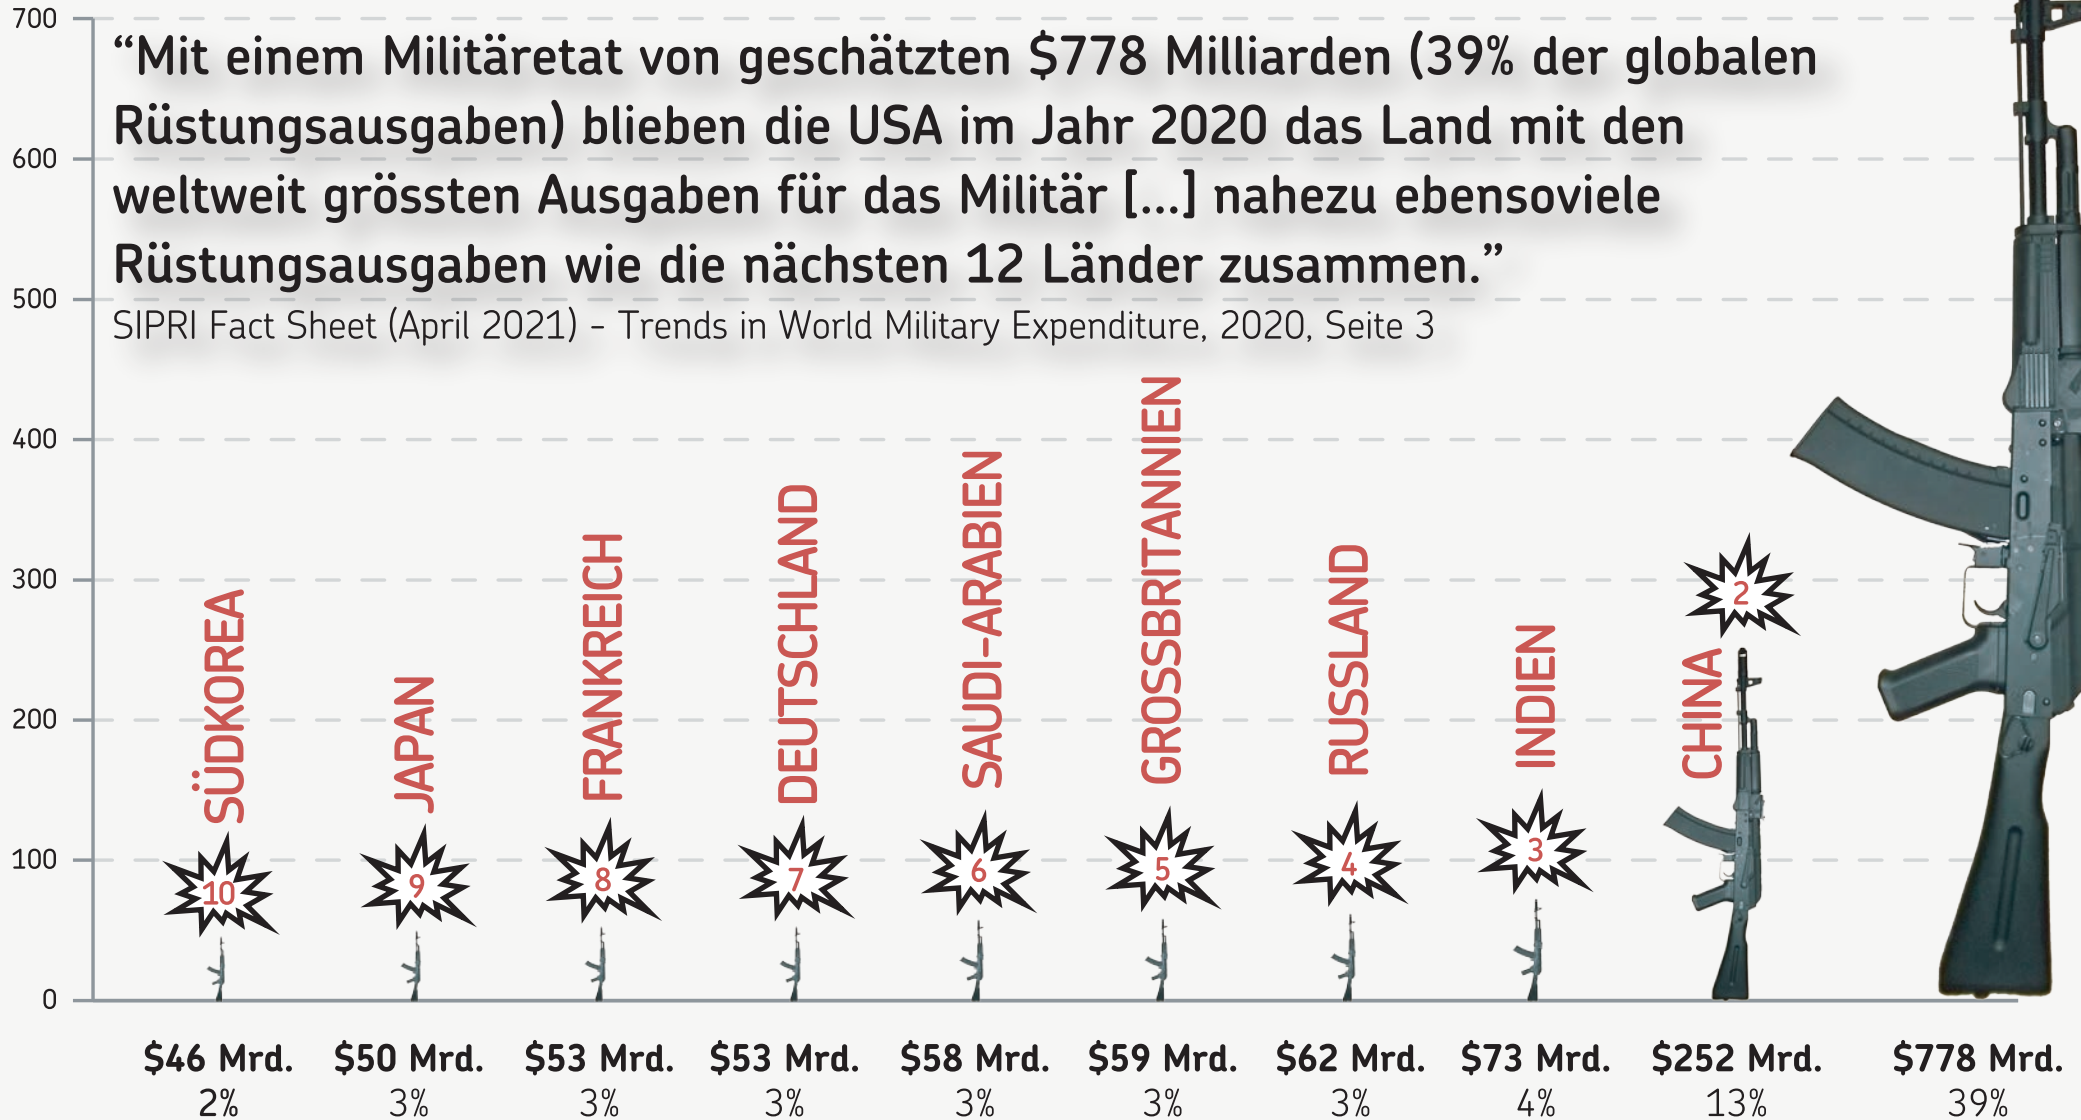 700
“Mit einem Militäretat von geschätzten $778 Milliarden (39% der globalen
Rüstungsausgaben) blieben die USA im Jahr 2020 das Land mit den
600
weltweit grössten Ausgaben für das Militär [...] nahezu ebensoviele
Rüstungsausgaben wie die nächsten 12 Länder zusammen.”
500
SIPRI Fact Sheet (April 2021) - Trends in World Military Expenditure, 2020, Seite 3
400
300
200
100
0
SÜDKOREA
JAPAN
FRANKREICH
DEUTSCHLAND
SAUDI-ARABIEN
GROSSBRITANNIEN
RUSSLAND
INDIEN
CHINA
10
9
8
7
6
5
4
3
2
$46 Mrd. $50 Mrd. $53 Mrd. $53 Mrd. $58 Mrd. $59 Mrd. $62 Mrd. $73 Mrd. $252 Mrd. $778 Mrd.
2% 3% 3% 3% 3% 3% 3% 4% 13% 39%